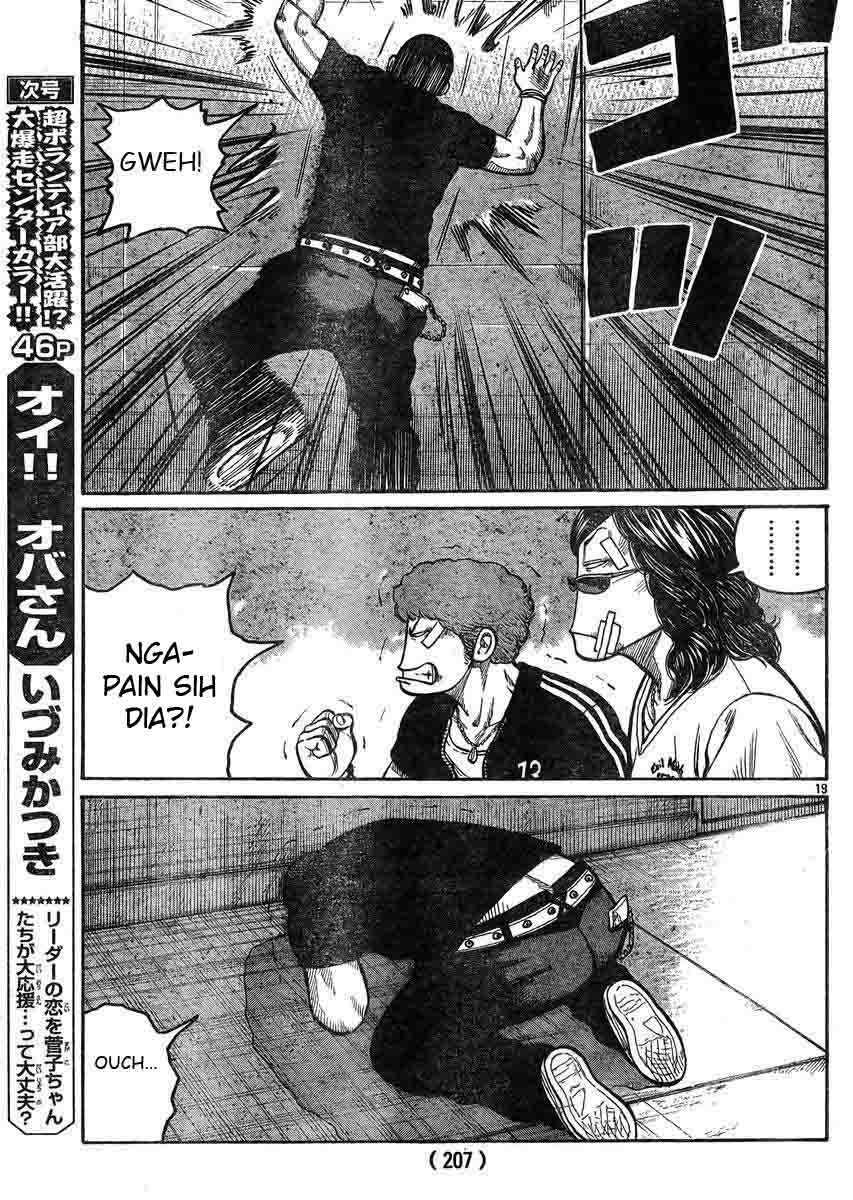 ゴッ
GWEH!
………
NGA-
PAIN SIH
DIA?!
13
19
OUCH...
( 207 )
次号
超ボランティア部大活躍!?
大爆走センターカラー!!
46P
オイ!! オバさん
いづみかつき
★★★★★★★
リーダーの恋を菅子ちゃん
たちが大応援…って大丈夫?